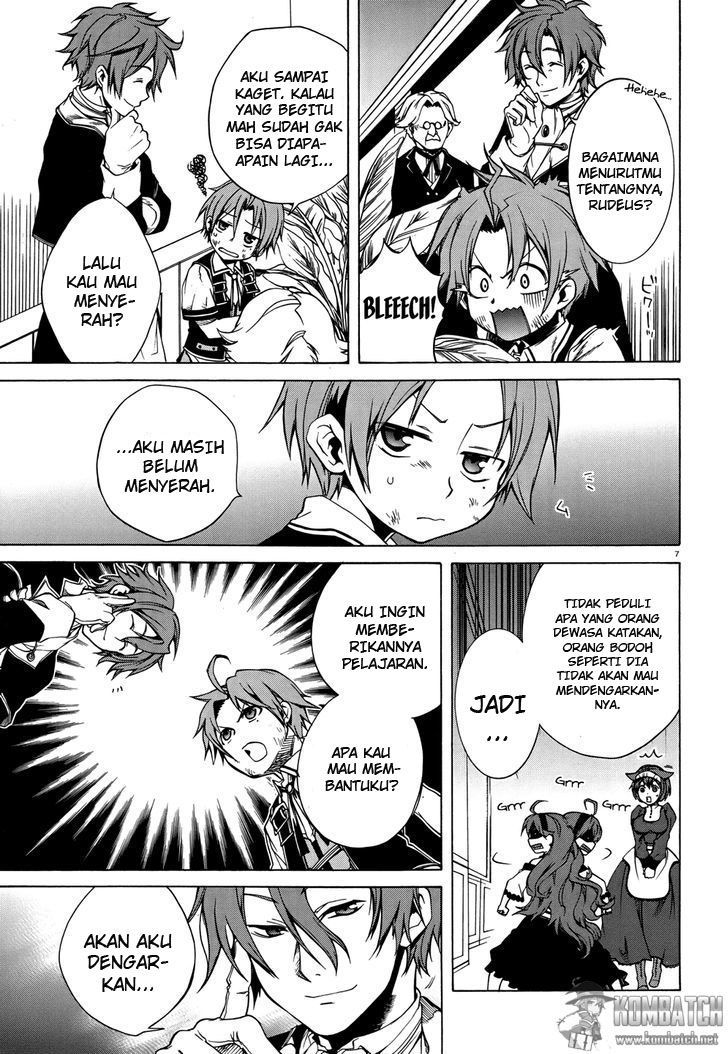 Hehehe...
BAGAIMANA
MENURUTMU
TENTANGNYA,
RUDEUS?
BLEEECH!
AKU SAMPAI
KAGET. KALAU
YANG BEGITU
MAH SUDAH GAK
BISA DIAPA-
APAIN LAGI...
LALU
KAU MAU
MENYE-
RAH?
...AKU MASIH
BELUM
MENYERAH.
7
TIDAK PEDULI
APA YANG ORANG
DEWASA KATAKAN,
ORANG BODOH
SEPERTI DIA
TIDAK AKAN MAU
MENDENGARKAN-
NYA.
JADI
...
Grrr
Grrr
AKU INGIN
MEMBE-
RIKANNYA
PELAJARAN.
APA KAU
MAU MEM-
BANTUKU?
AKAN AKU
DENGAR-
KAN...
KOMBATCH
www.kombatch.net